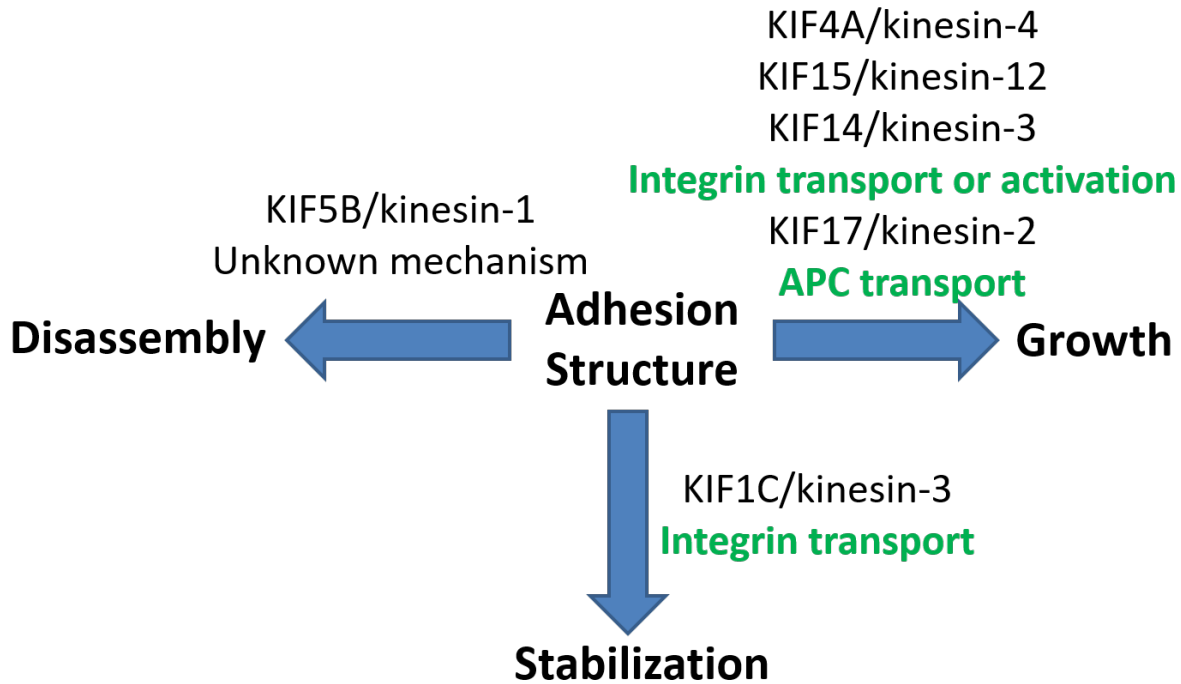 KIF4A/kinesin-4
KIF15/kinesin-12
KIF14/kinesin-3
Integrin transport or activation
KIF17/kinesin-2
APC transport
KIF5B/kinesin-1
Unknown mechanism
Disassembly
Adhesion
Structure
Growth
KIF1C/kinesin-3
Integrin transport
Stabilization